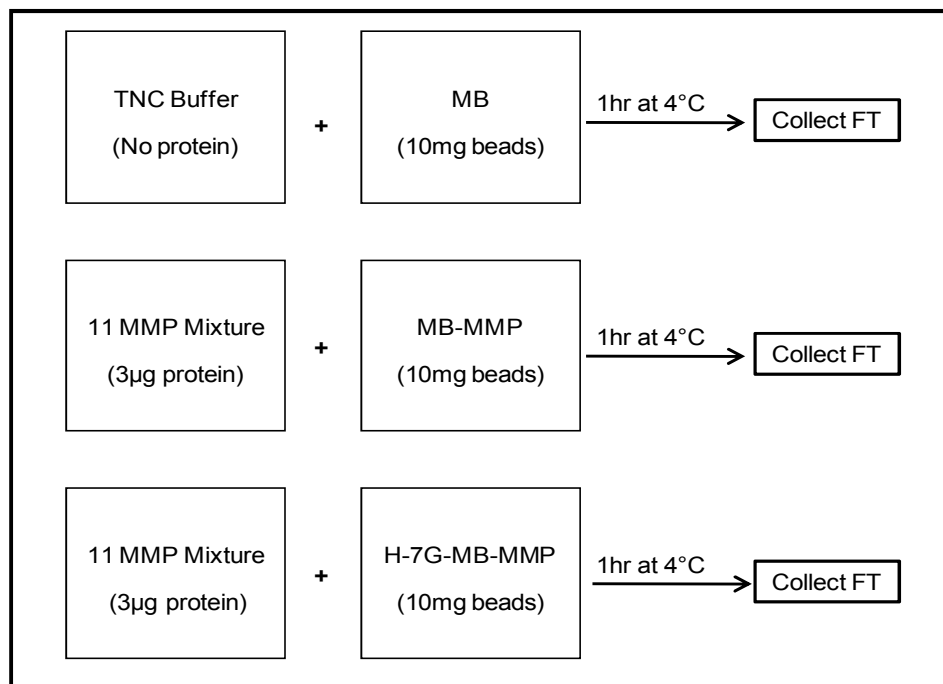 TNC Buffer
(No protein)
+
MB
(10mg beads)
1hr at 4°C
Collect FT
11 MMP Mixture
(3µg protein)
+
MB-MMP
(10mg beads)
1hr at 4°C
Collect FT
11 MMP Mixture
(3µg protein)
+
H-7G-MB-MMP
(10mg beads)
1hr at 4°C
Collect FT